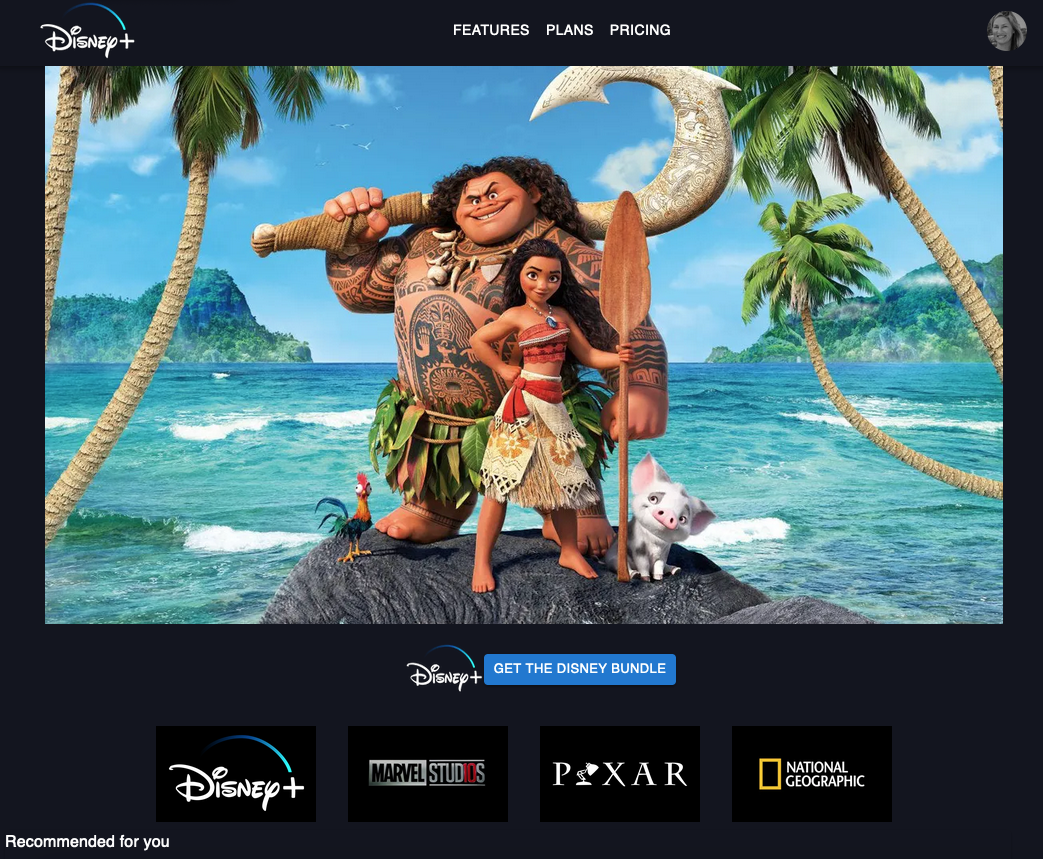 Disney+
FEATURES PLANS PRICING
Disney+
GET THE DISNEY BUNDLE
Disney+
MARVEL STUDIOS
PIXAR
NATIONAL
GEOGRAPHIC
Recommended for you